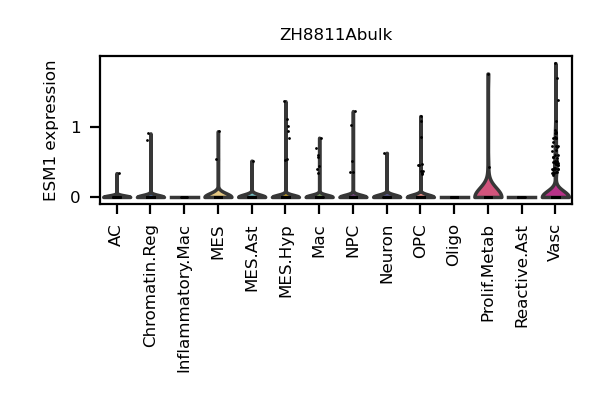 ZH8811Abulk
ESM1 expression
1
0
AC
Chromatin.Reg
Inflammatory.Mac
MES
MES.Ast
MES.Hyp
Mac
NPC
Neuron
OPC
Oligo
Prolif.Metab
Reactive.Ast
Vasc